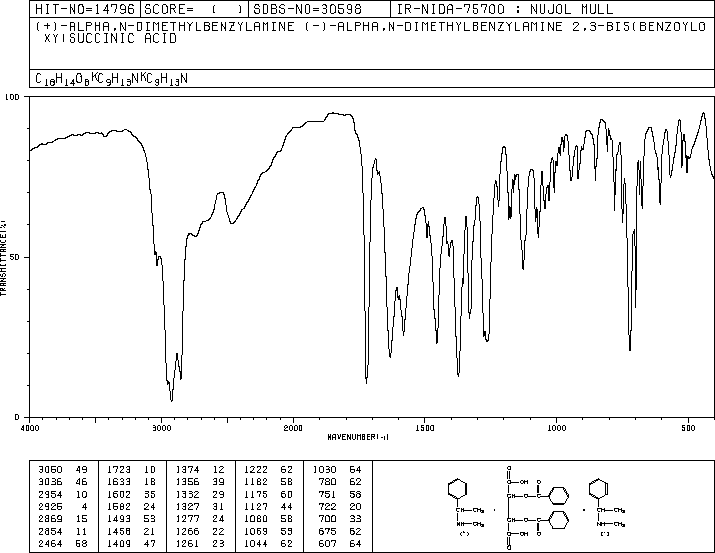 HIT-NO=14796 SCORE= ( ) SDBS-NO=30598 IR-NIDA-75700 : NUJOL MULL
(+)-ALPHA,N-DIMETHYLBENZYLAMINE (-)-ALPHA,N-DIMETHYLBENZYLAMINE 2,3-BIS(BENZOYLO
XY)SUCCINIC ACID
C18H14O8*C9H13N*C9H13N
100
50
0
TRANSMITTANCE(%)
4000 3000 2000 1500 1000 500
WAVENUMBER(-1)
3060 49 1723 10 1374 12 1222 62 1030 64
3036 46 1633 18 1356 39 1182 58 780 62
2954 10 1602 35 1332 29 1175 60 751 58
2925 4 1582 24 1327 31 1127 44 722 20
2869 15 1493 53 1277 24 1080 58 700 33
2854 11 1458 21 1266 22 1069 59 675 62
2464 58 1409 47 1261 23 1044 62 607 64